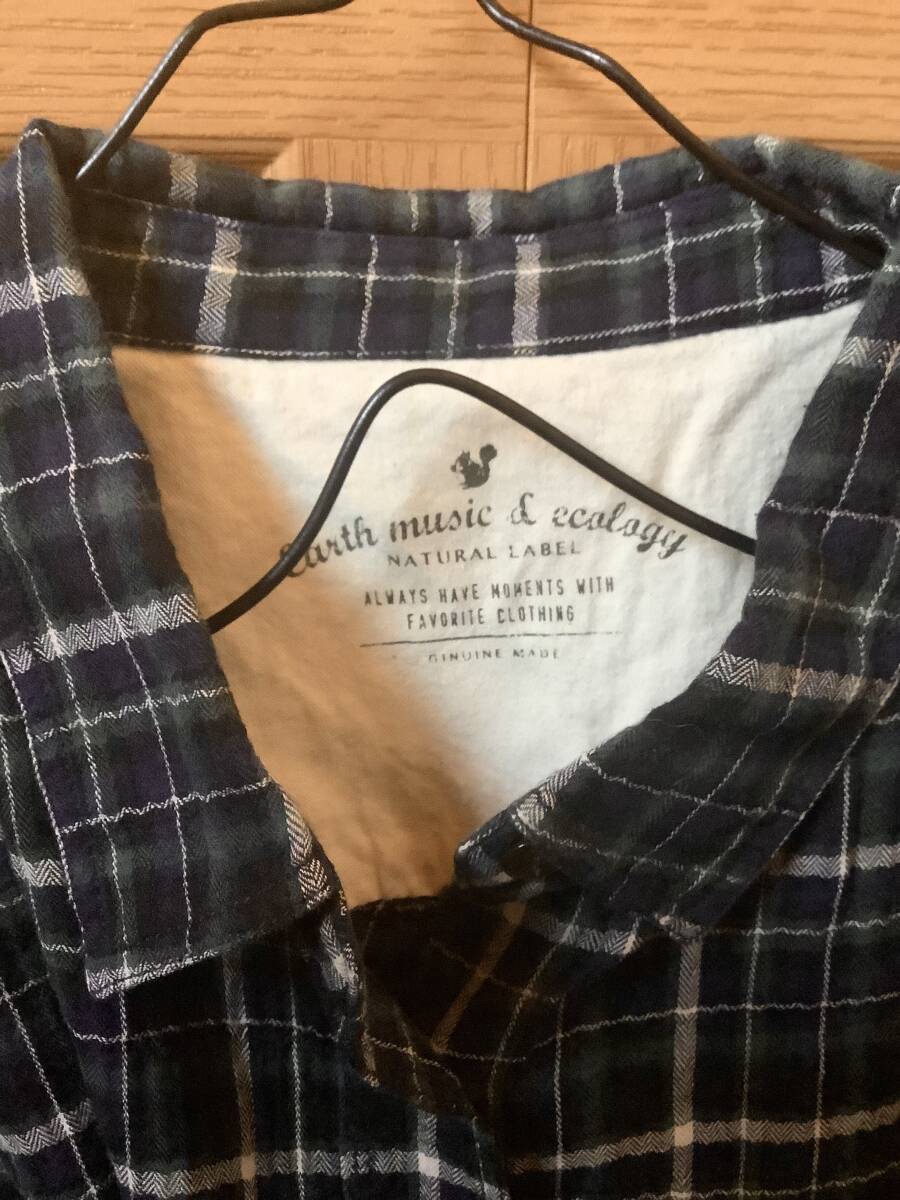 earth music & ecology
NATURAL LABEL
ALWAYS HAVE MOMENTS WITH
FAVORITE CLOTHING
GINUINE MADE